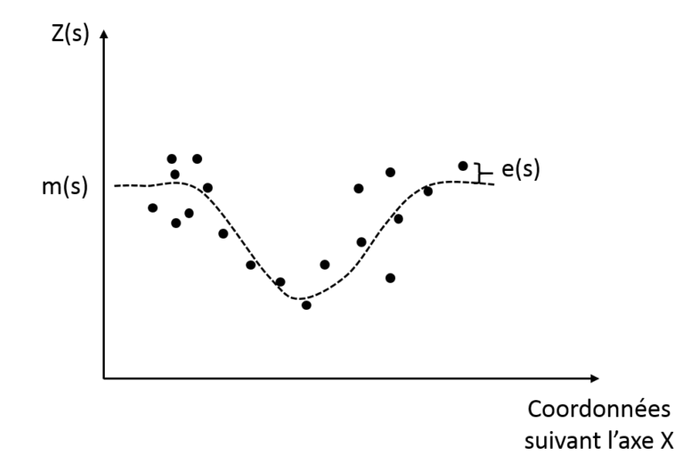 Z(s)
e(s)
m(s)
Coordonnées
suivant l’axe X